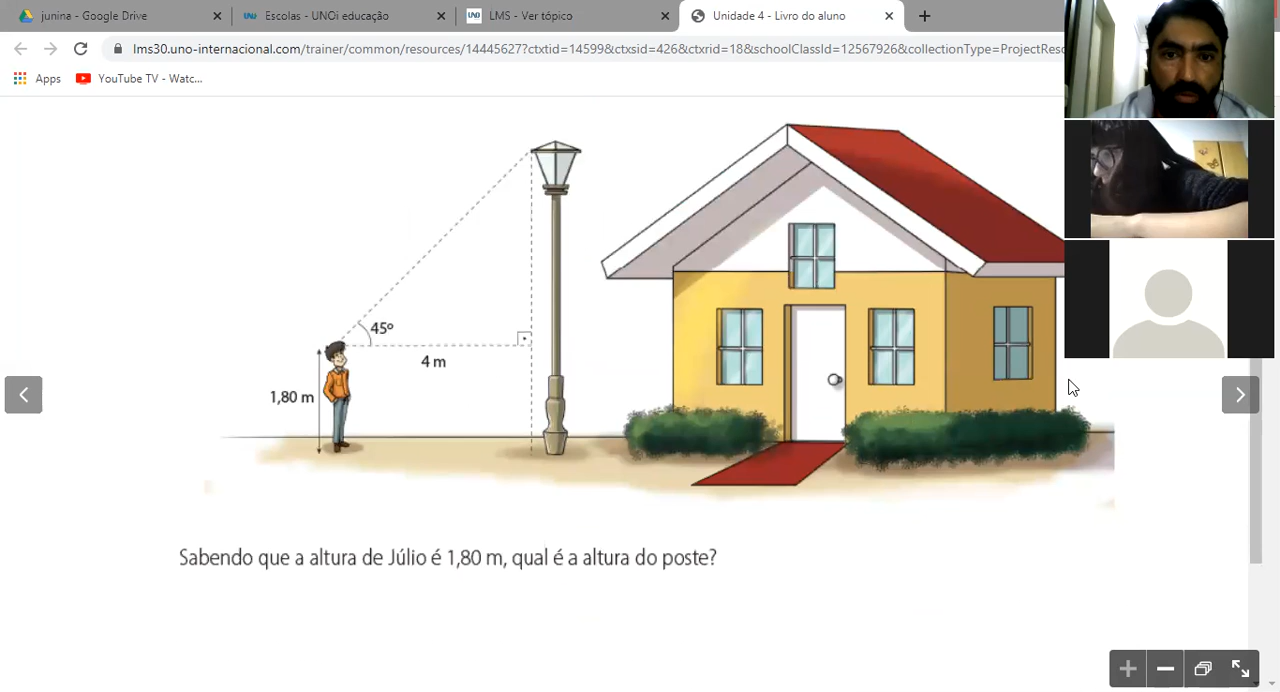 junina - Google Drive
Escolas - UNOi educação
UNO
LMS - Ver tópico
Unidade 4 - Livro do aluno
lms30.uno-internacional.com/trainer/common/resources/14445627?ctxtid=14599&ctxsid=426&ctxrid=18&schoolClassId=12567926&collectionType=ProjectReso
Apps
YouTube TV - Watc...
45º
4 m
1,80 m
Sabendo que a altura de Júlio é 1,80 m, qual é a altura do poste?